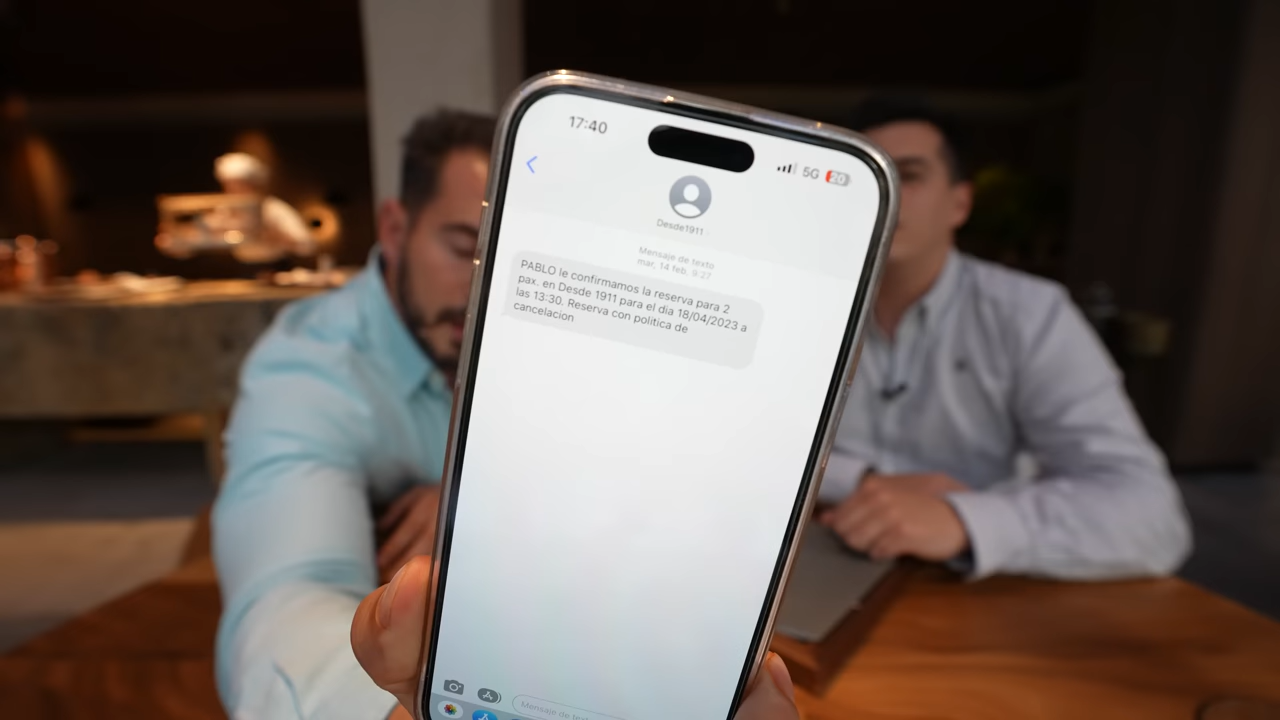 17:40
5G 20
Desde1911
Mensaje de texto
mar, 14 feb, 9:27
PABLO le confirmamos la reserva para 2
pax. en Desde 1911 para el dia 18/04/2023 a
las 13:30. Reserva con politica de
cancelacion
Mensaje de